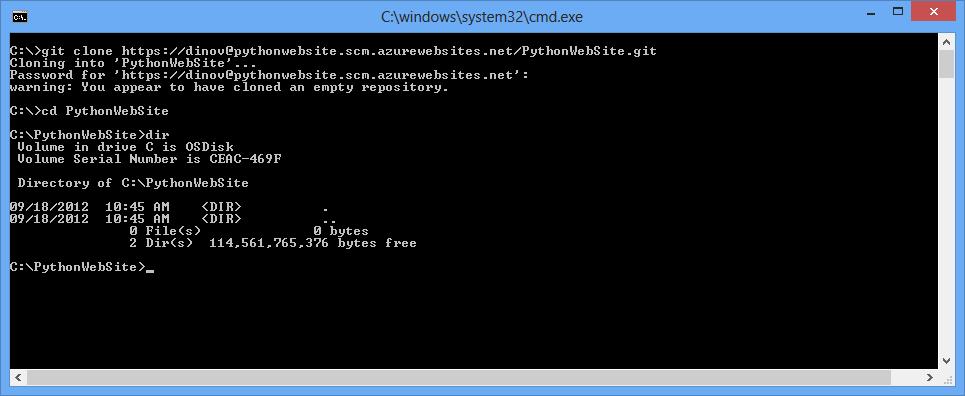 C:\windows\system32\cmd.exe
C:\>git clone https://dinov@pythonwebsite.scm.azurewebsites.net/PythonWebSite.git
Cloning into 'PythonWebSite'...
Password for 'https://dinov@pythonwebsite.scm.azurewebsites.net':
warning: You appear to have cloned an empty repository.
C:\>cd PythonWebSite
C:\PythonWebSite>dir
Volume in drive C is OSDisk
Volume Serial Number is CEAC-469F
Directory of C:\PythonWebSite
09/18/2012  10:45 AM    <DIR>          .
09/18/2012  10:45 AM    <DIR>          ..
0 File(s)              0 bytes
2 Dir(s)  114,561,765,376 bytes free
C:\PythonWebSite>_